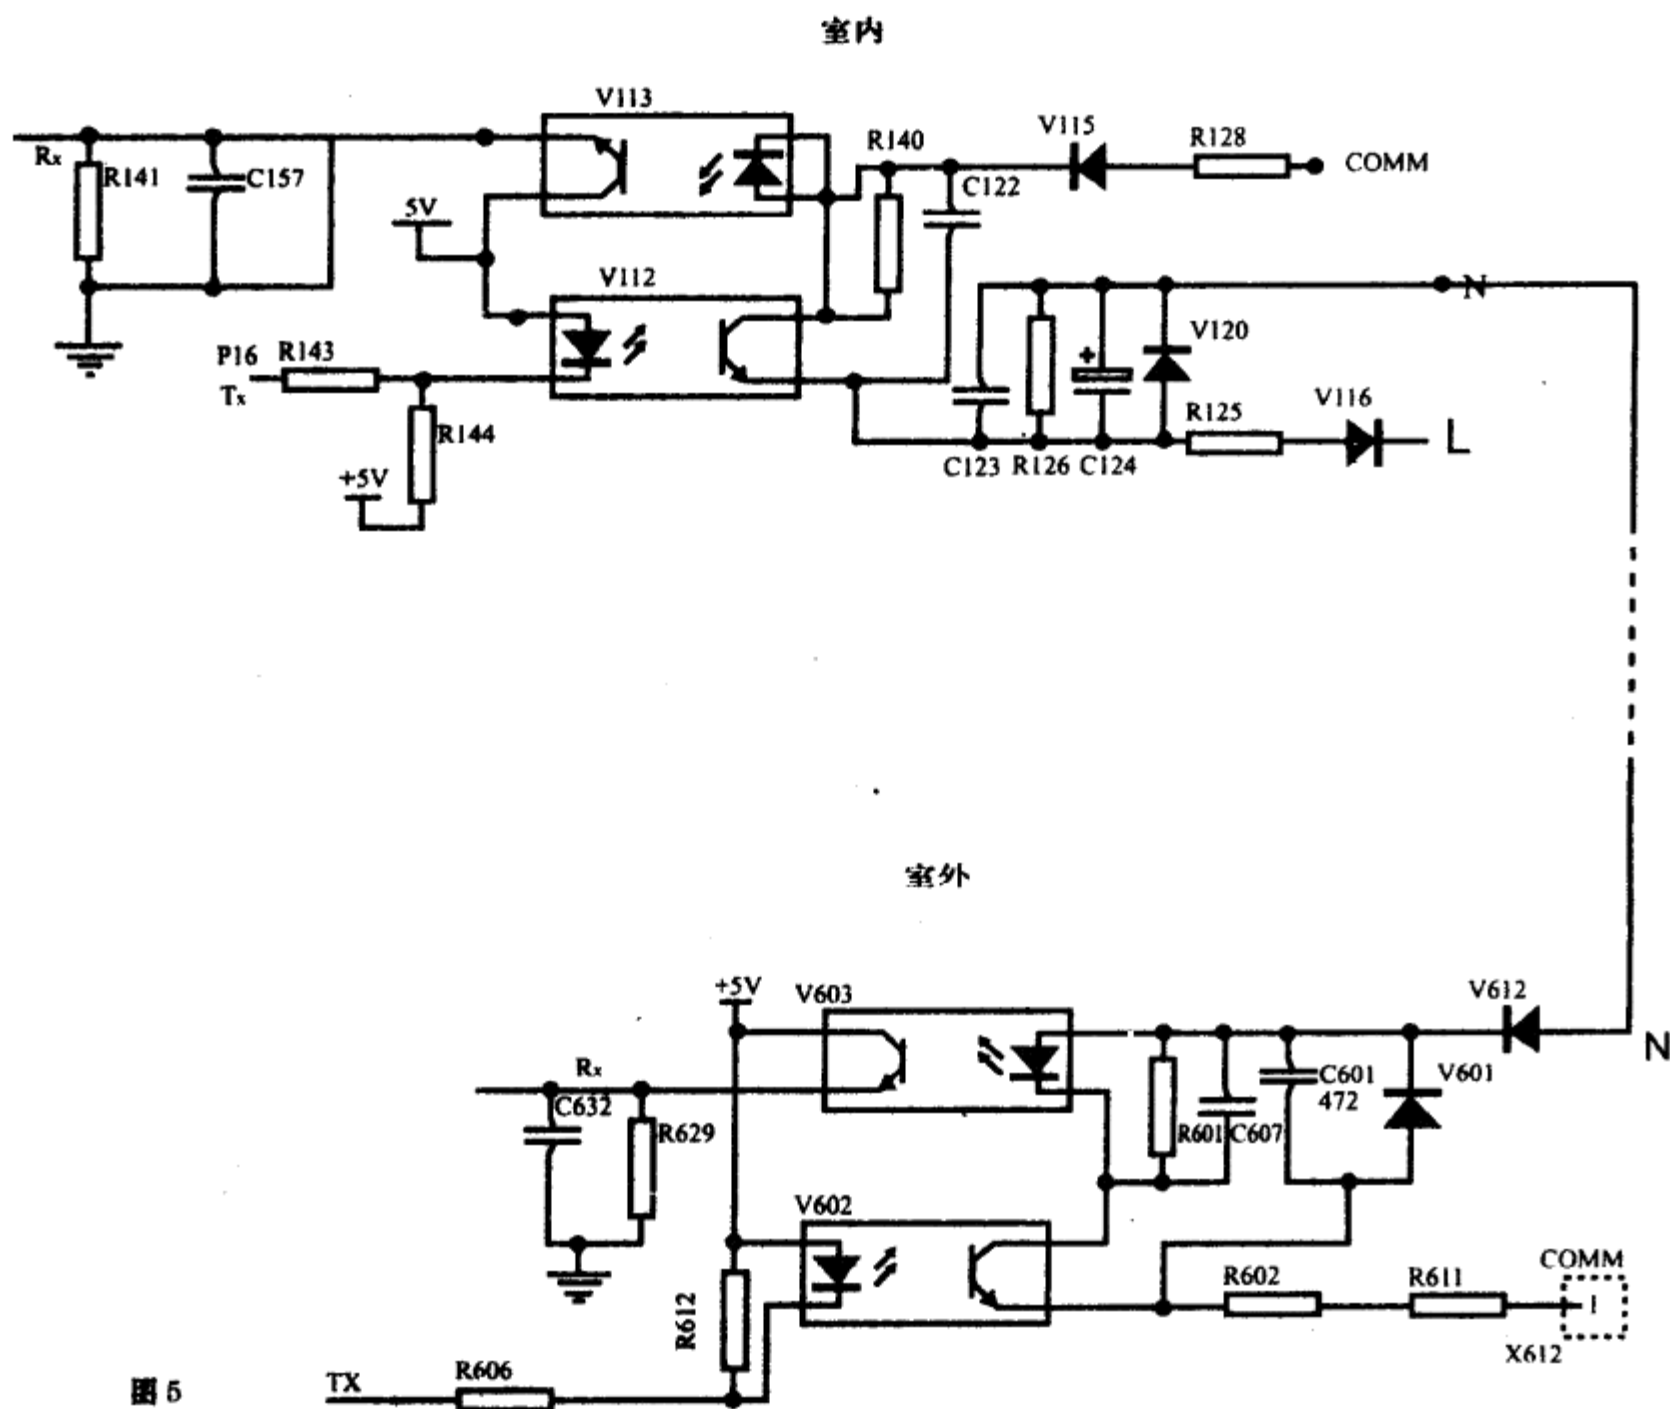 室内
V113
Rx
R141
C157
5V
R140
V115
R128
COMM
C122
V112
P16
R143
Tx
R144
+5V
N
V120
R125
V116
L
C123
R126
C124
+
室外
+5V
V603
V612
N
Rx
C632
R629
R601
C607
C601
472
V601
V602
R612
R602
R611
COMM
1
X612
TX
R606
图 5